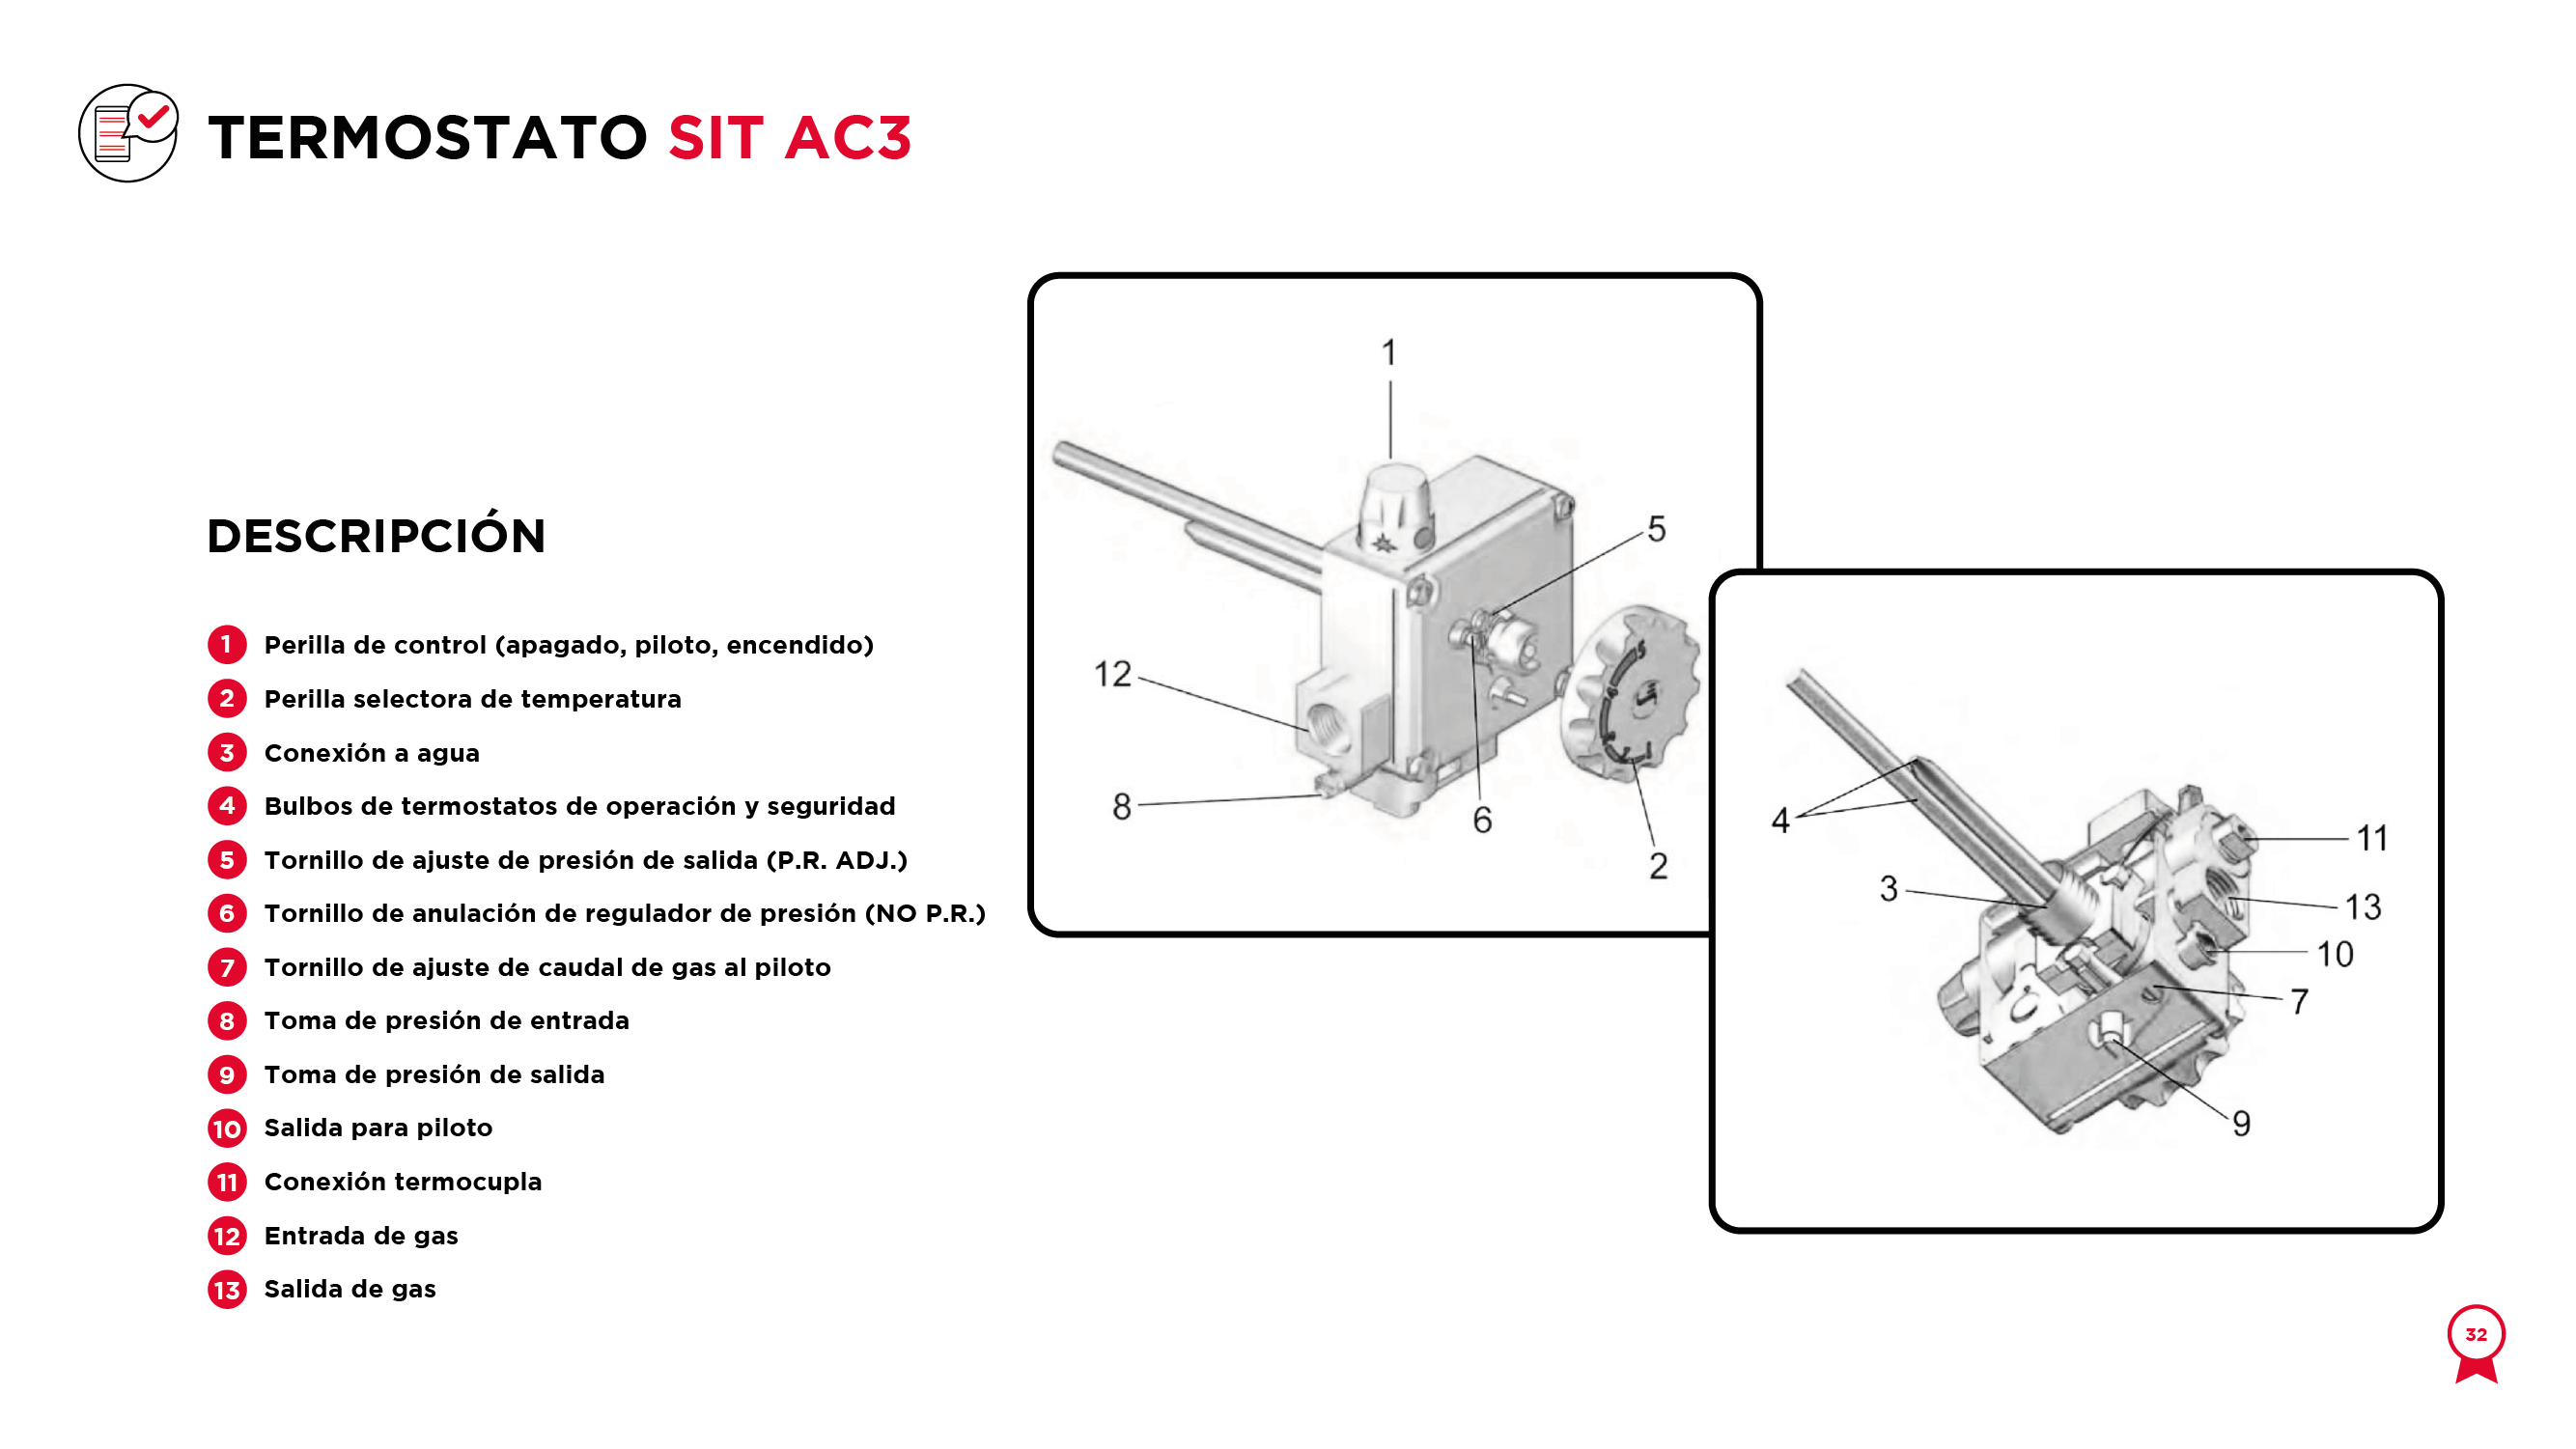 TERMOSTATO SIT AC3
DESCRIPCIÓN
1 Perilla de control (apagado, piloto, encendido)
2 Perilla selectora de temperatura
3 Conexión a agua
4 Bulbos de termostatos de operación y seguridad
5 Tornillo de ajuste de presión de salida (P.R. ADJ.)
6 Tornillo de anulación de regulador de presión (NO P.R.)
7 Tornillo de ajuste de caudal de gas al piloto
8 Toma de presión de entrada
9 Toma de presión de salida
10 Salida para piloto
11 Conexión termocupla
12 Entrada de gas
13 Salida de gas
1
5
12
8
6
2
4
11
3
13
10
7
9
32